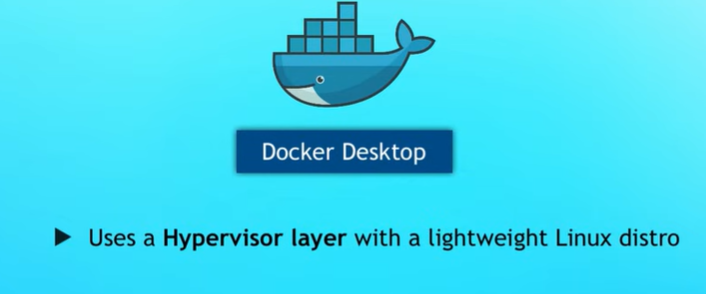 Docker Desktop
Uses a Hypervisor layer with a lightweight Linux distro